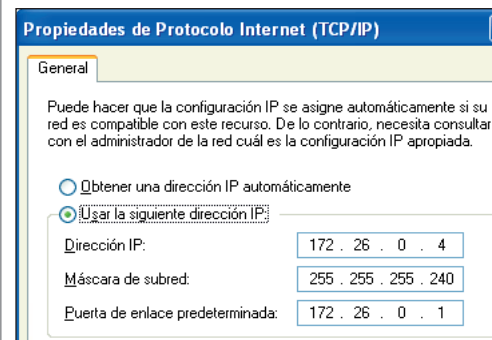 Propiedades de Protocolo Internet (TCP/IP)
General
Puede hacer que la configuración IP se asigne automáticamente si su
red es compatible con este recurso. De lo contrario, necesita consultar
con el administrador de la red cuál es la configuración IP apropiada.
Obtener una dirección IP automáticamente
Usar la siguiente dirección IP:
Dirección IP: 172 . 26 . 0 . 4
Máscara de subred: 255 . 255 . 255 . 240
Puerta de enlace predeterminada: 172 . 26 . 0 . 1